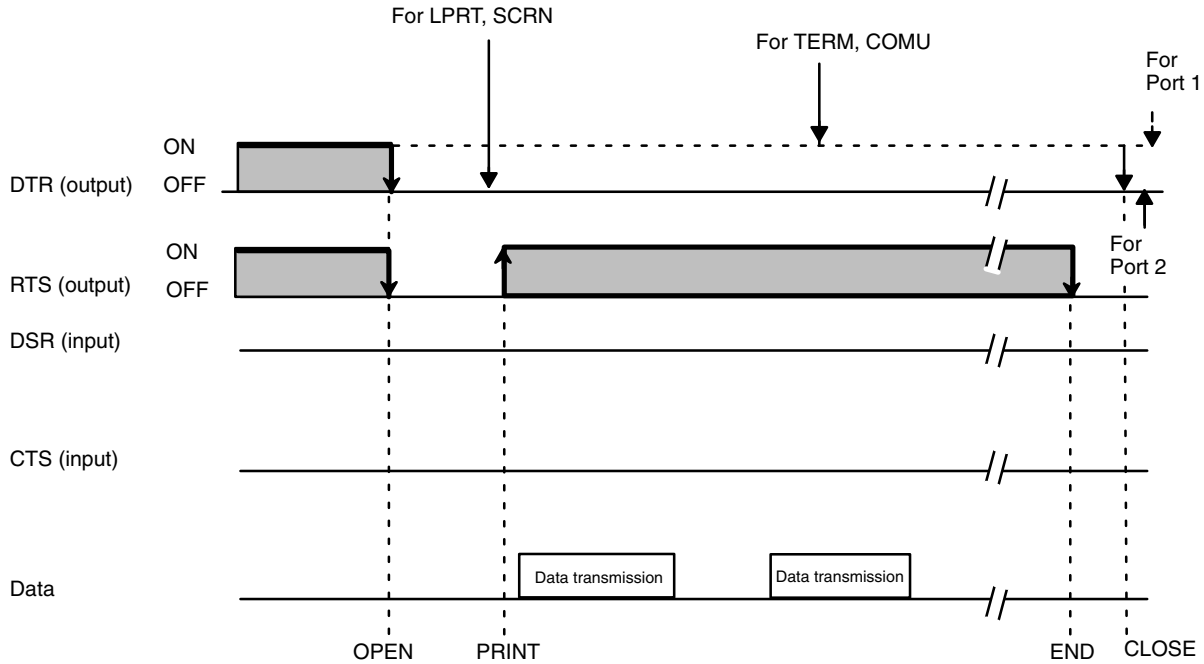 For LPRT, SCRN
For TERM, COMU
For
Port 1
ON
DTR (output)
OFF
For
Port 2
ON
RTS (output)
OFF
DSR (input)
CTS (input)
Data transmission
Data transmission
Data
OPEN
PRINT
END
CLOSE